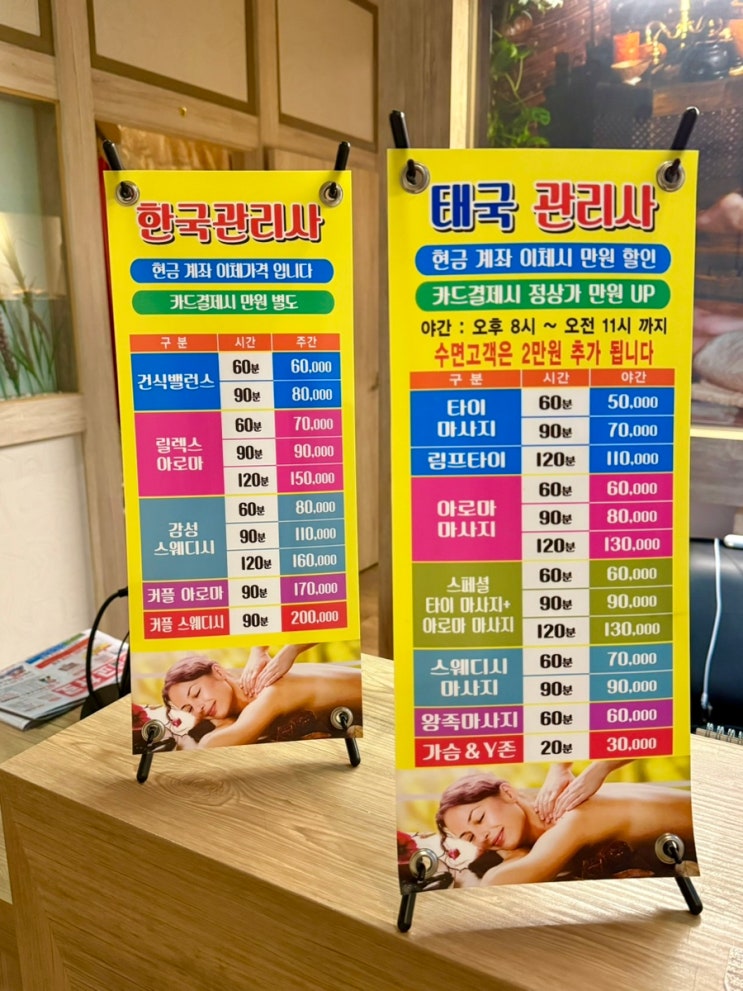 한국관리사
현금 계좌 이체가격 입니다
카드결제시 만원 별도
구 분 시간 주간
건식밸런스 60분 60,000
90분 80,000
릴렉스 아로마 60분 70,000
90분 90,000
120분 150,000
감성 스웨디시 60분 80,000
90분 110,000
120분 160,000
커플 아로마 90분 170,000
커플 스웨디시 90분 200,000
태국 관리사
현금 계좌 이체시 만원 할인
카드결제시 정상가 만원 UP
야간 : 오후 8시 ~ 오전 11시 까지
수면고객은 2만원 추가 됩니다
구 분 시간 야간
타이 마사지 60분 50,000
90분 70,000
림프타이 120분 110,000
아로마 마사지 60분 60,000
90분 80,000
120분 130,000
스페셜 타이 마사지+ 아로마 마사지 60분 60,000
90분 90,000
120분 130,000
스웨디시 마사지 60분 70,000
90분 90,000
왕족마사지 60분 60,000
가슴 & Y존 20분 30,000